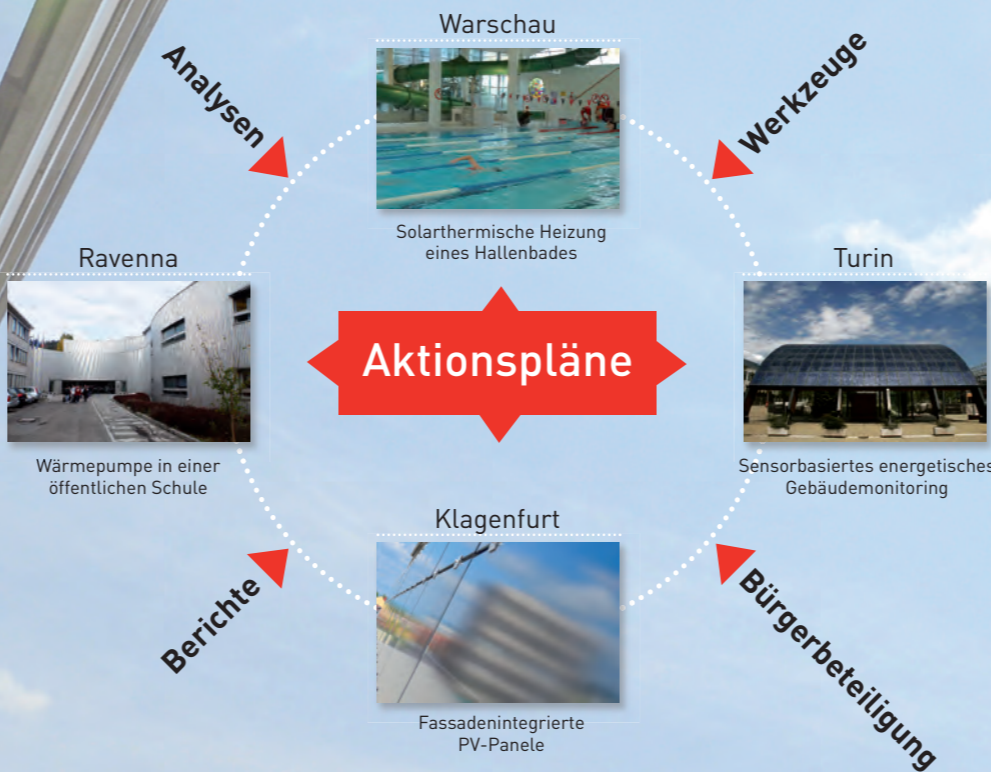 Analysen
Warschau
Werkzeuge
Solarthermische Heizung
eines Hallenbades
Ravenna
Turin
Aktionspläne
Wärmepumpe in einer
öffentlichen Schule
Sensorbasiertes energetisches
Gebäudemonitoring
Klagenfurt
Berichte
Bürgerbeteiligung
Fassadenintegrierte
PV-Panele